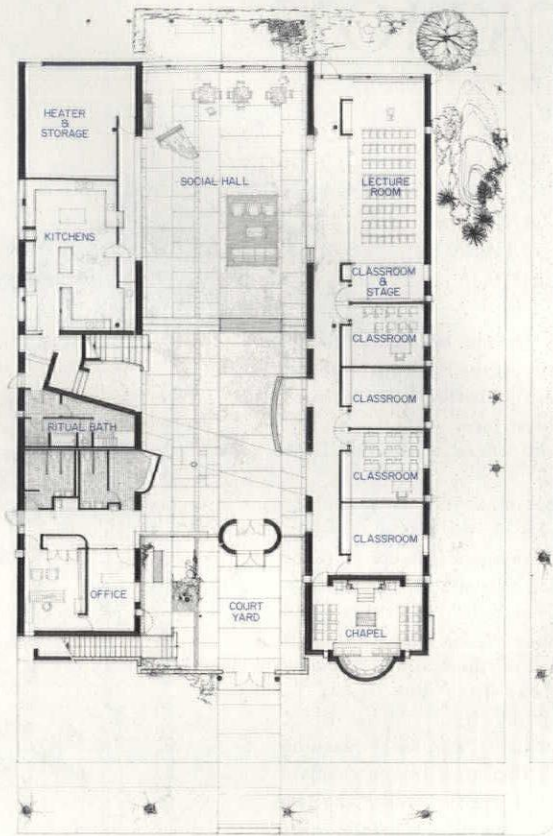 HEATER
&
STORAGE
SOCIAL HALL
LECTURE
ROOM
KITCHENS
CLASSROOM
&
STAGE
CLASSROOM
CLASSROOM
RITUAL BATH
CLASSROOM
CLASSROOM
OFFICE
COURT
YARD
CHAPEL